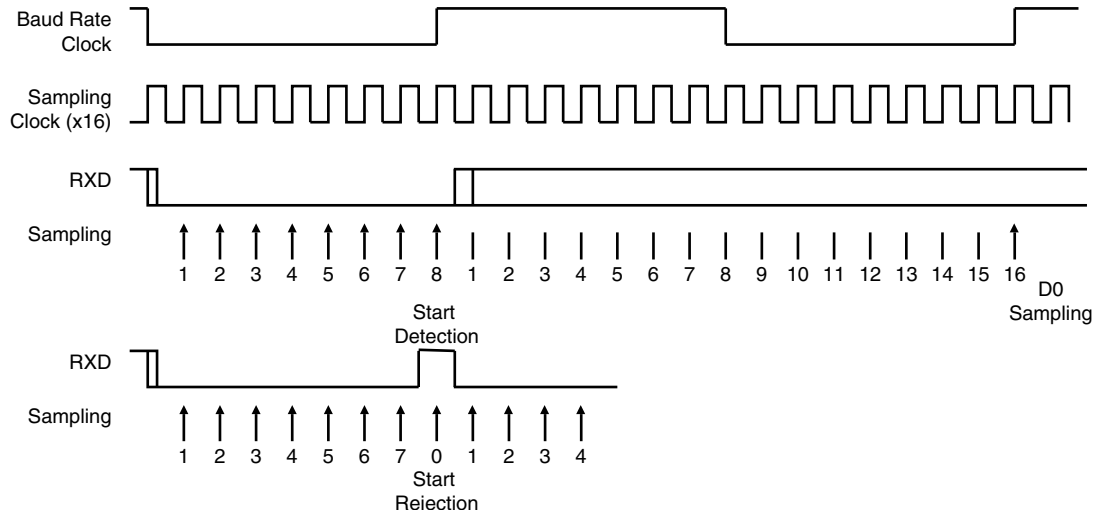 Baud Rate
Clock
Sampling
Clock (x16)
RXD
Sampling
1 2 3 4 5 6 7 8 1 2 3 4 5 6 7 8 9 10 11 12 13 14 15 16
D0
Sampling
Start
Detection
RXD
Sampling
1 2 3 4 5 6 7 0 1 2 3 4
Start
Rejection